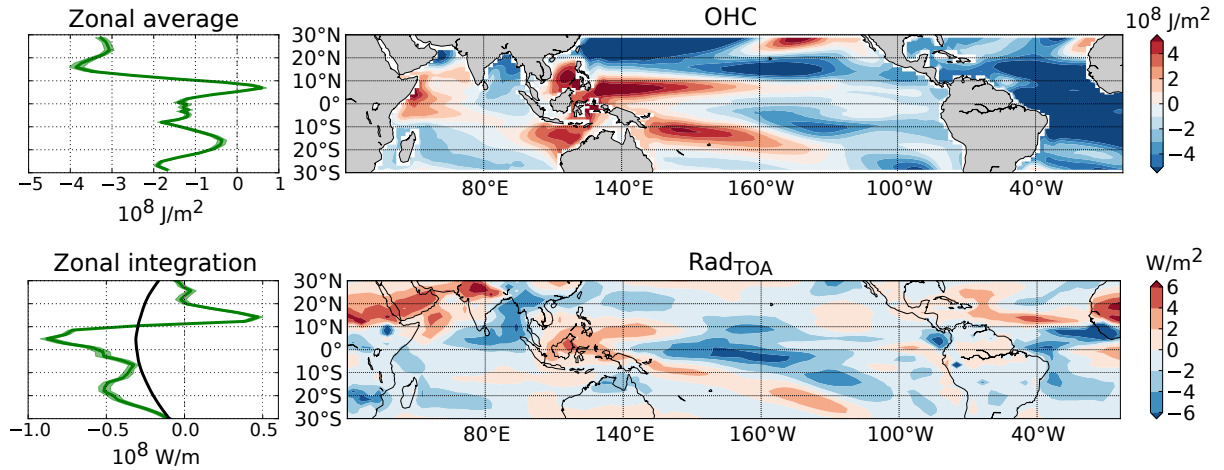 Zonal average
−5 −4 −3 −2 −1 0 1
10⁸ J/m²
OHC
30°N
20°N
10°N
0°
10°S
20°S
30°S
80°E 140°E 160°W 100°W 40°W
10⁸ J/m²
4
2
0
−2
−4
Zonal integration
−1.0 −0.5 0.0 0.5
10⁸ W/m
Rad_TOA
30°N
20°N
10°N
0°
10°S
20°S
30°S
80°E 140°E 160°W 100°W 40°W
W/m²
6
4
2
0
−2
−4
−6